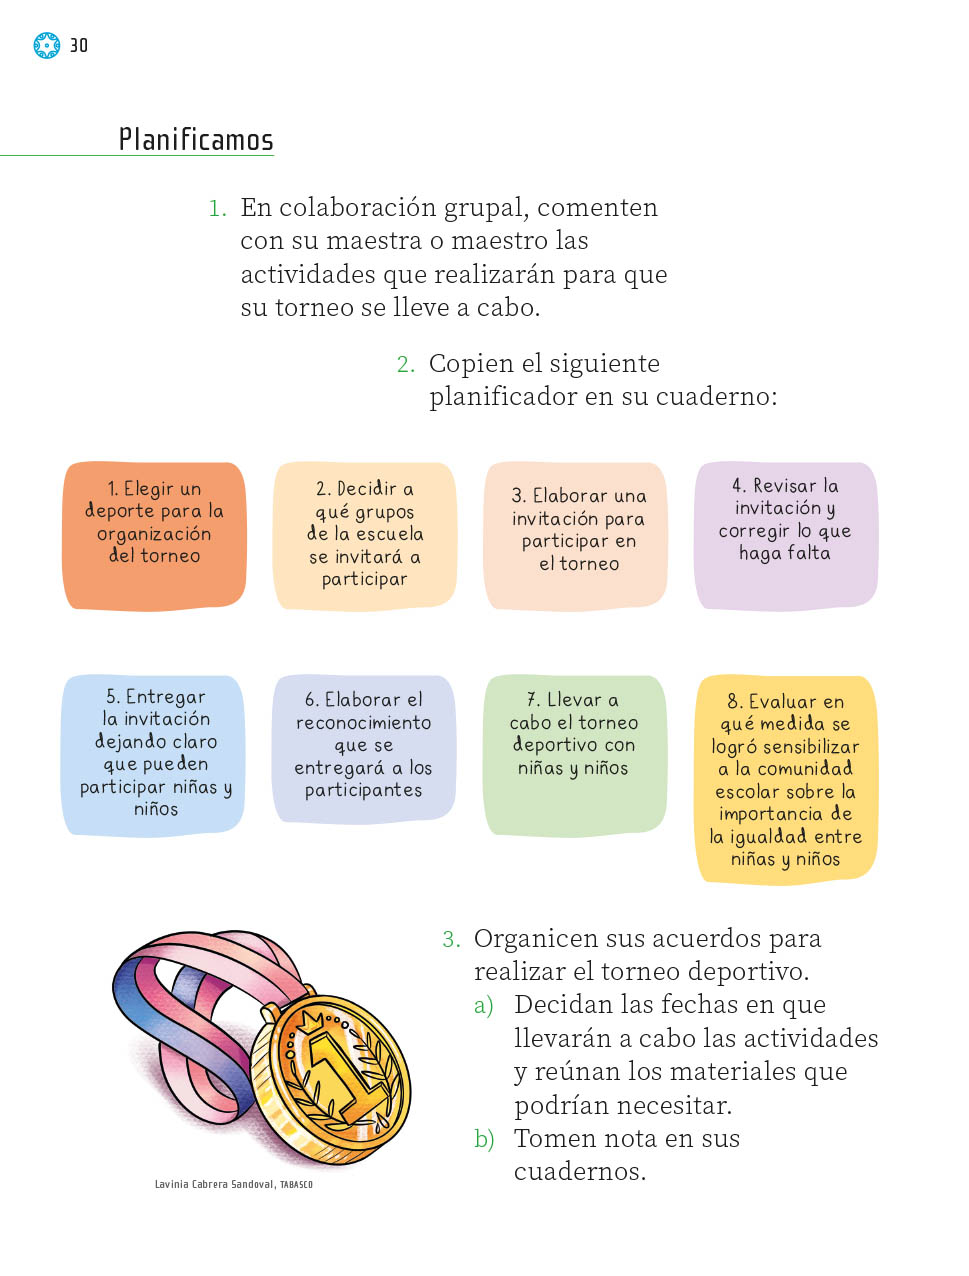 30
Planificamos
1. En colaboración grupal, comenten
con su maestra o maestro las
actividades que realizarán para que
su torneo se lleve a cabo.
2. Copien el siguiente
planificador en su cuaderno:
1. Elegir un
deporte para la
organización
del torneo
2. Decidir a
qué grupos
de la escuela
se invitará a
participar
3. Elaborar una
invitación para
participar en
el torneo
4. Revisar la
invitación y
corregir lo que
haga falta
5. Entregar
la invitación
dejando claro
que pueden
participar niñas y
niños
6. Elaborar el
reconocimiento
que se
entregará a los
participantes
7. Llevar a
cabo el torneo
deportivo con
niñas y niños
8. Evaluar en
qué medida se
logró sensibilizar
a la comunidad
escolar sobre la
importancia de
la igualdad entre
niñas y niños
1
Lavinia Cabrera Sandoval, TABASCO
3. Organicen sus acuerdos para
realizar el torneo deportivo.
a) Decidan las fechas en que
llevarán a cabo las actividades
y reúnan los materiales que
podrían necesitar.
b) Tomen nota en sus
cuadernos.